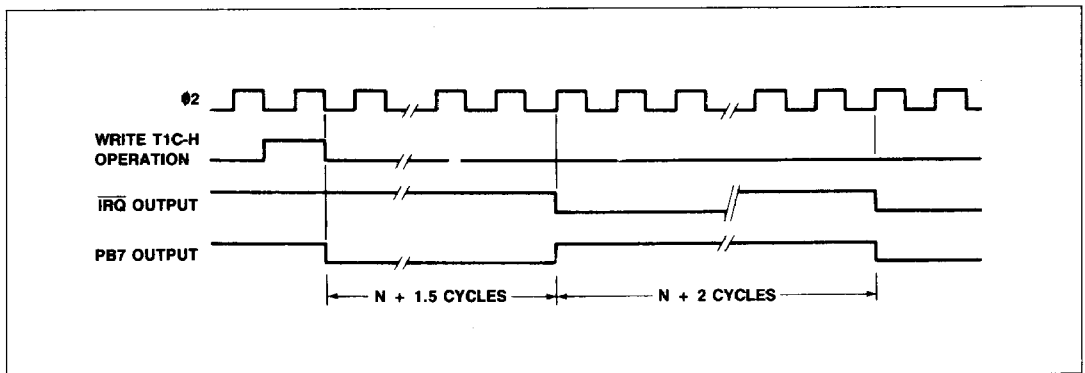 φ2
WRITE T1C-H
OPERATION
IRQ OUTPUT
PB7 OUTPUT
N + 1.5 CYCLES
N + 2 CYCLES